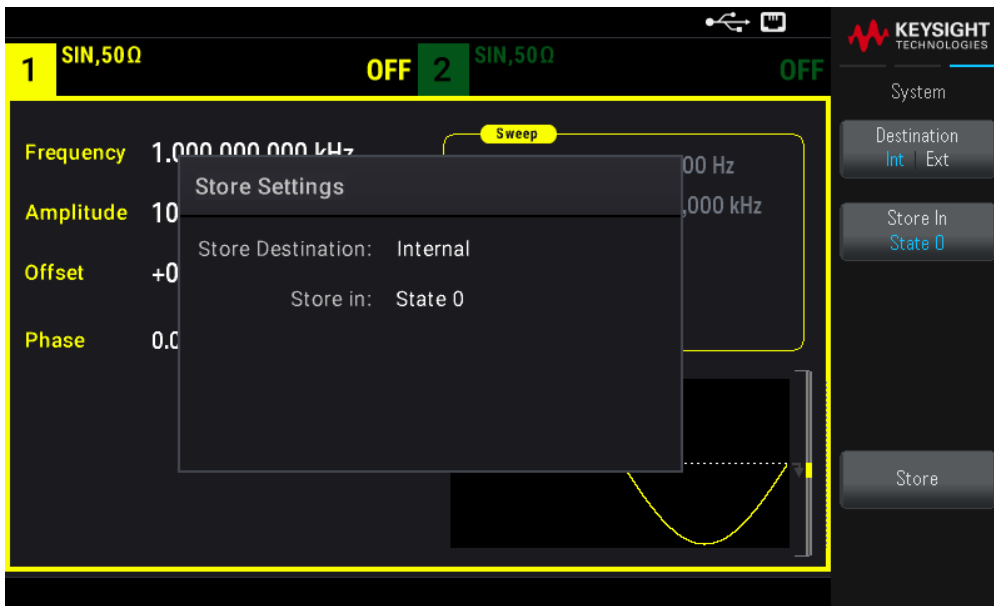 KEYSIGHT
TECHNOLOGIES
1 SIN,50Ω OFF
2 SIN,50Ω OFF
System
Destination
Int | Ext
Store In
State 0
Store
Sweep
Frequency 1.000,000,000 kHz
00 Hz
Amplitude 10
,000 kHz
Offset +0
Phase 0.0
Store Settings
Store Destination: Internal
Store in: State 0